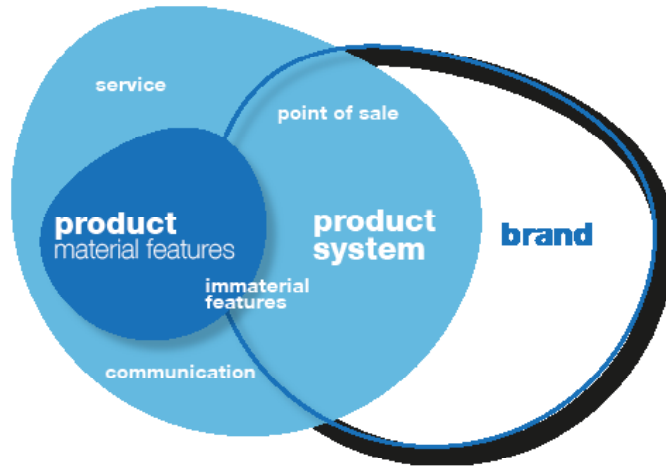 service
point of sale
product
material features
product
system
brand
immaterial
features
communication